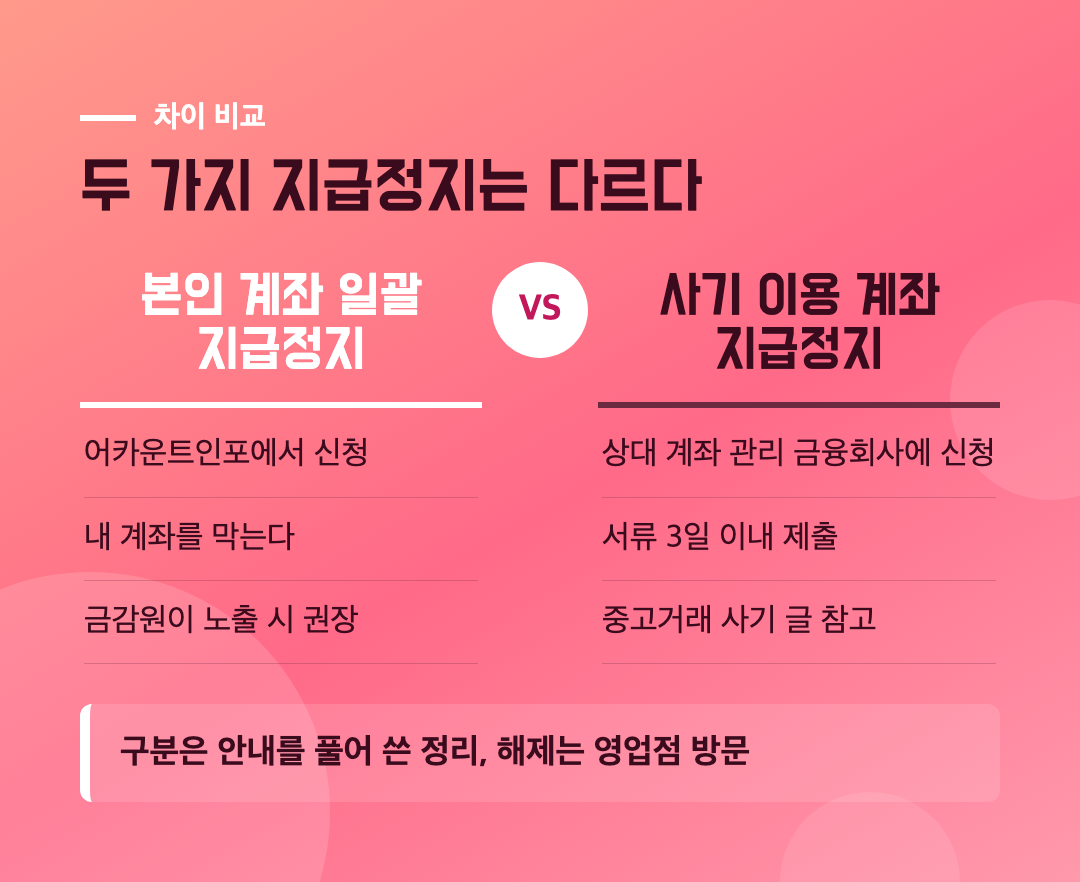 차이 비교
두 가지 지급정지는 다르다
본인 계좌 일괄
지급정지
VS
사기 이용 계좌
지급정지
어카운트인포에서 신청
내 계좌를 막는다
금감원이 노출 시 권장
상대 계좌 관리 금융회사에 신청
서류 3일 이내 제출
중고거래 사기 글 참고
구분은 안내를 풀어 쓴 정리, 해제는 영업점 방문